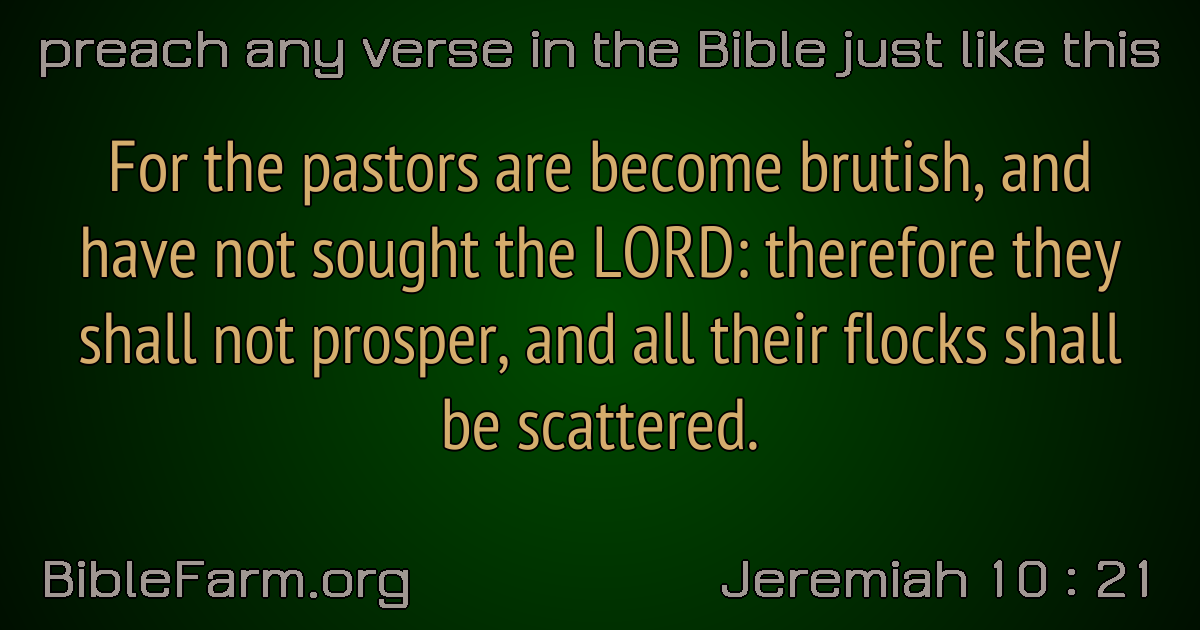 preach any verse in the Bible just like this
For the pastors are become brutish, and
have not sought the LORD: therefore they
shall not prosper, and all their flocks shall
be scattered.
BibleFarm.org
Jeremiah 10 : 21